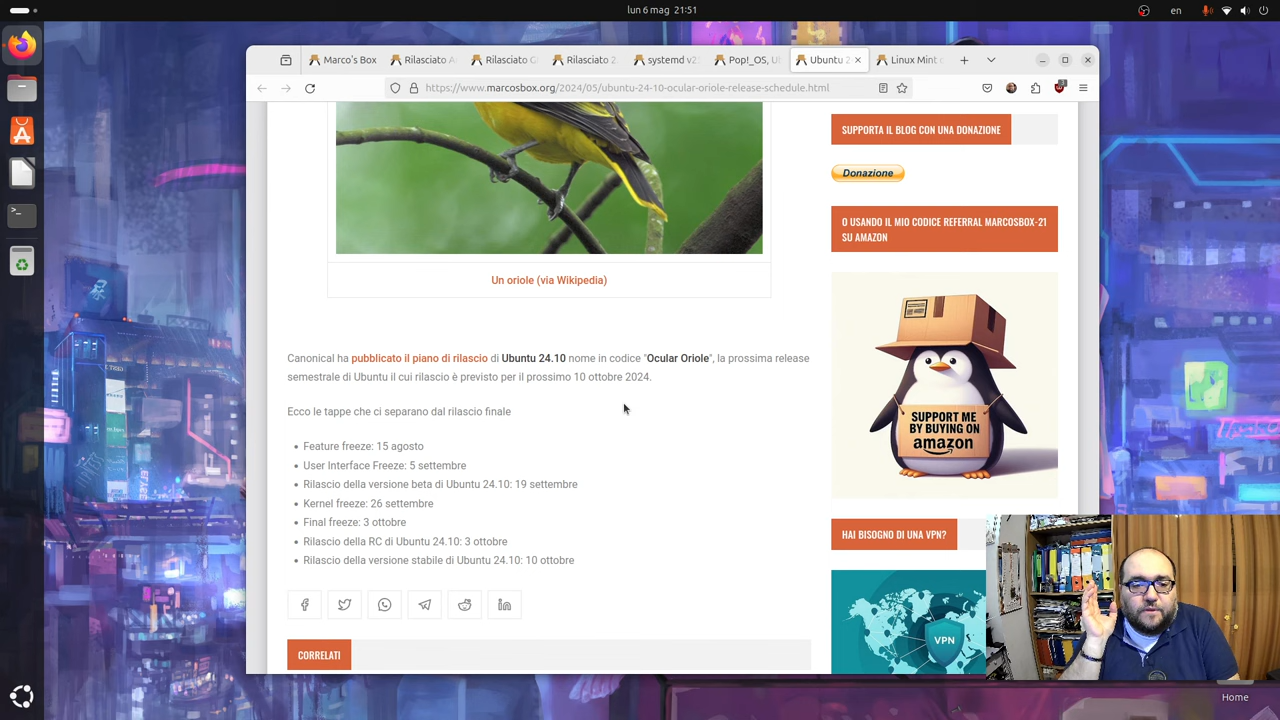 lun 6 mag 21:51
en
Marco's Box
Rilasciato
Rilasciato
Rilasciato 2
systemd v2
Pop!_OS, U
Ubuntu 2
Linux Mint
https://www.marcosbox.org/2024/05/ubuntu-24-10-ocular-oriole-release-schedule.html
3
Un oriole (via Wikipedia)
Canonical ha pubblicato il piano di rilascio di Ubuntu 24.10 nome in codice "Ocular Oriole", la prossima release
semestrale di Ubuntu il cui rilascio è previsto per il prossimo 10 ottobre 2024.
Ecco le tappe che ci separano dal rilascio finale
Feature freeze: 15 agosto
User Interface Freeze: 5 settembre
Rilascio della versione beta di Ubuntu 24.10: 19 settembre
Kernel freeze: 26 settembre
Final freeze: 3 ottobre
Rilascio della RC di Ubuntu 24.10: 3 ottobre
Rilascio della versione stabile di Ubuntu 24.10: 10 ottobre
CORRELATI
SUPPORTA IL BLOG CON UNA DONAZIONE
Donazione
O USANDO IL MIO CODICE REFERRAL MARCOSBOX-21
SU AMAZON
SUPPORT ME
BY BUYING ON
amazon
HAI BISOGNO DI UNA VPN?
VPN
Home